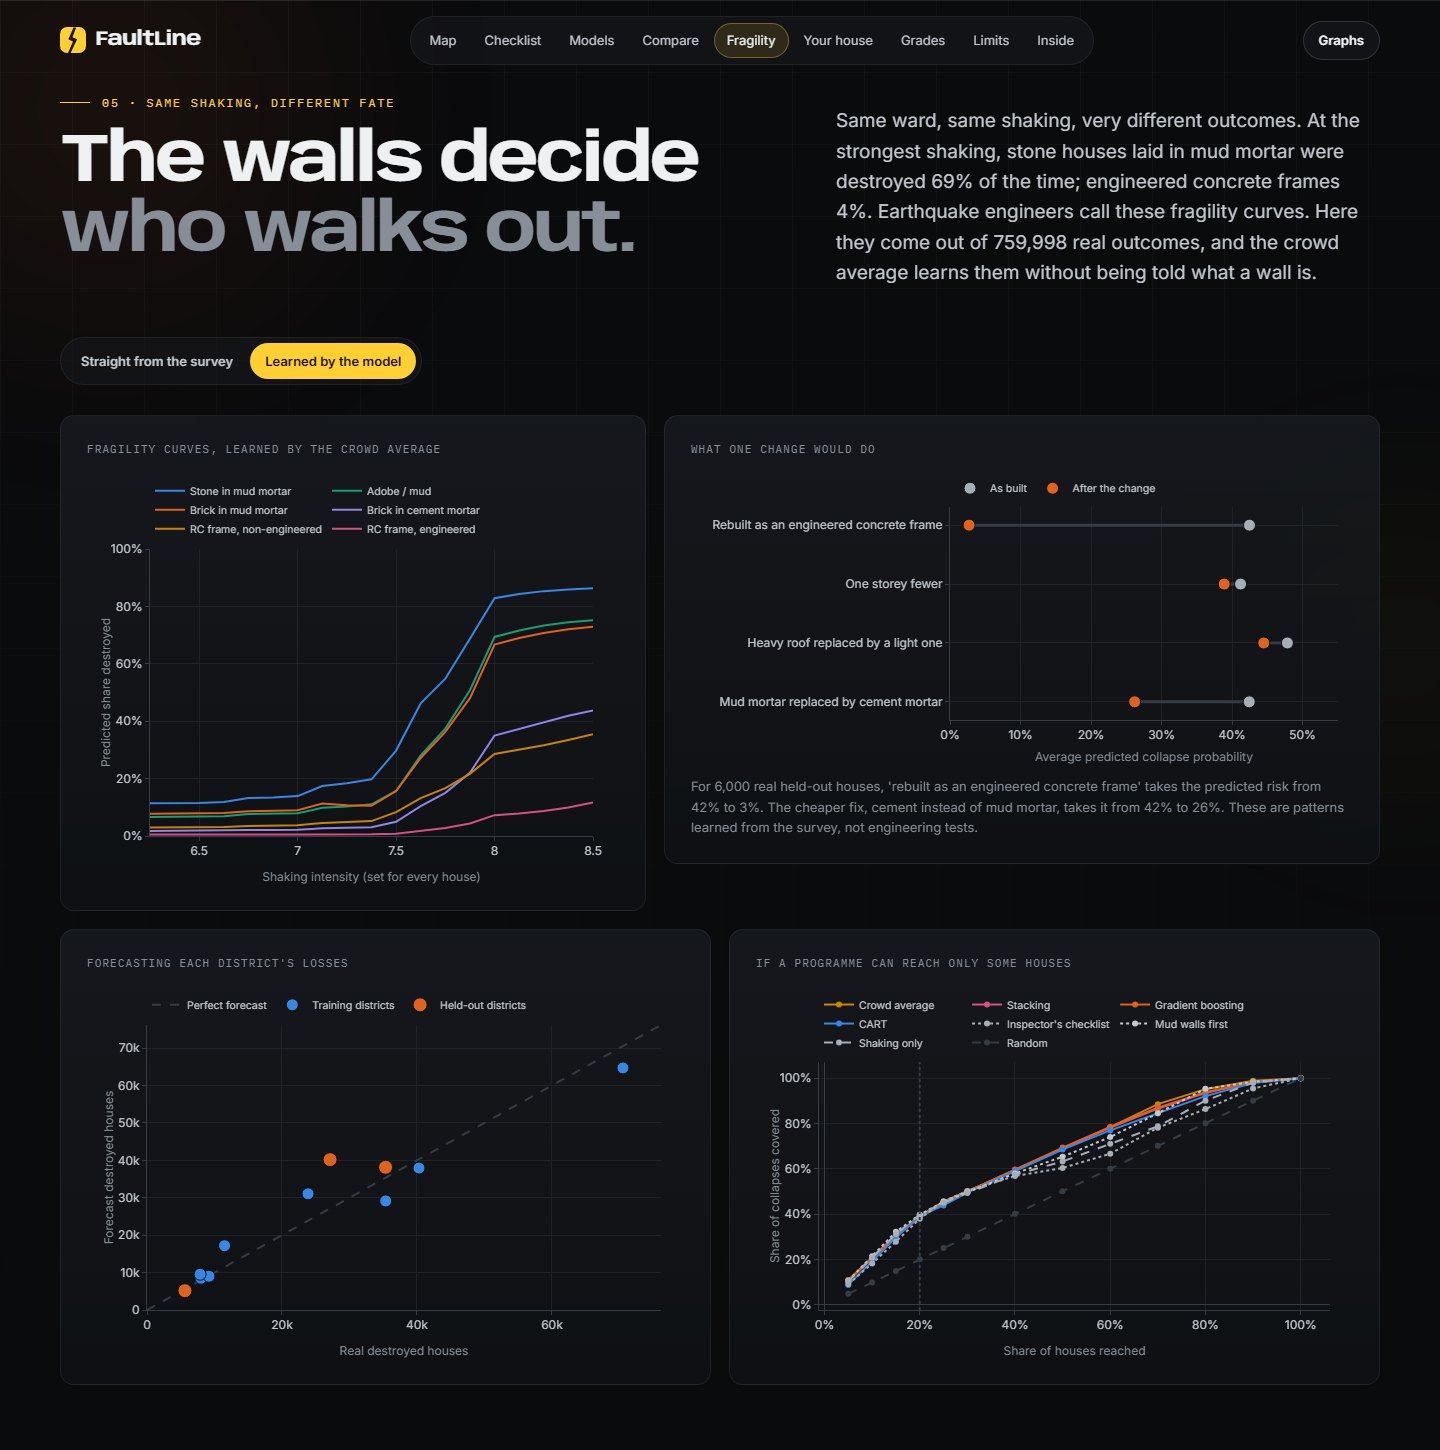 FaultLine
Map
Checklist
Models
Compare
Fragility
Your house
Grades
Limits
Inside
Graphs
05 · SAME SHAKING, DIFFERENT FATE
The walls decide
who walks out.
Same ward, same shaking, very different outcomes. At the
strongest shaking, stone houses laid in mud mortar were
destroyed 69% of the time; engineered concrete frames
4%. Earthquake engineers call these fragility curves. Here
they come out of 759,998 real outcomes, and the crowd
average learns them without being told what a wall is.
Straight from the survey
Learned by the model
FRAGILITY CURVES, LEARNED BY THE CROWD AVERAGE
Stone in mud mortar
Adobe / mud
Brick in mud mortar
Brick in cement mortar
RC frame, non-engineered
RC frame, engineered
Predicted share destroyed
100%
80%
60%
40%
20%
0%
6.5
7
7.5
8
8.5
Shaking intensity (set for every house)
WHAT ONE CHANGE WOULD DO
As built
After the change
Rebuilt as an engineered concrete frame
One storey fewer
Heavy roof replaced by a light one
Mud mortar replaced by cement mortar
0%
10%
20%
30%
40%
50%
Average predicted collapse probability
For 6,000 real held-out houses, 'rebuilt as an engineered concrete frame' takes the predicted risk from
42% to 3%. The cheaper fix, cement instead of mud mortar, takes it from 42% to 26%. These are patterns
learned from the survey, not engineering tests.
FORECASTING EACH DISTRICT'S LOSSES
Perfect forecast
Training districts
Held-out districts
Forecast destroyed houses
70k
60k
50k
40k
30k
20k
10k
0
0
20k
40k
60k
Real destroyed houses
IF A PROGRAMME CAN REACH ONLY SOME HOUSES
Crowd average
Stacking
Gradient boosting
CART
Inspector's checklist
Mud walls first
Shaking only
Random
Share of collapses covered
100%
80%
60%
40%
20%
0%
0%
20%
40%
60%
80%
100%
Share of houses reached